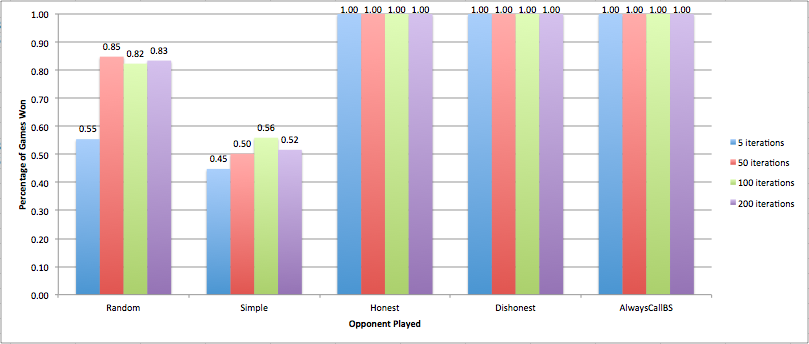 1.00 1.00 1.00 1.00 1.00 1.00 1.00 1.00 1.00 1.00 1.00 1.00
1.00
0.90
0.85
0.82
0.83
0.80
0.70
0.60
0.55
0.56
0.50
0.52
0.50
0.45
0.40
0.30
0.20
0.10
0.00
Percentage of Games Won
Random Simple Honest Dishonest AlwaysCallBS
Opponent Played
5 iterations
50 iterations
100 iterations
200 iterations